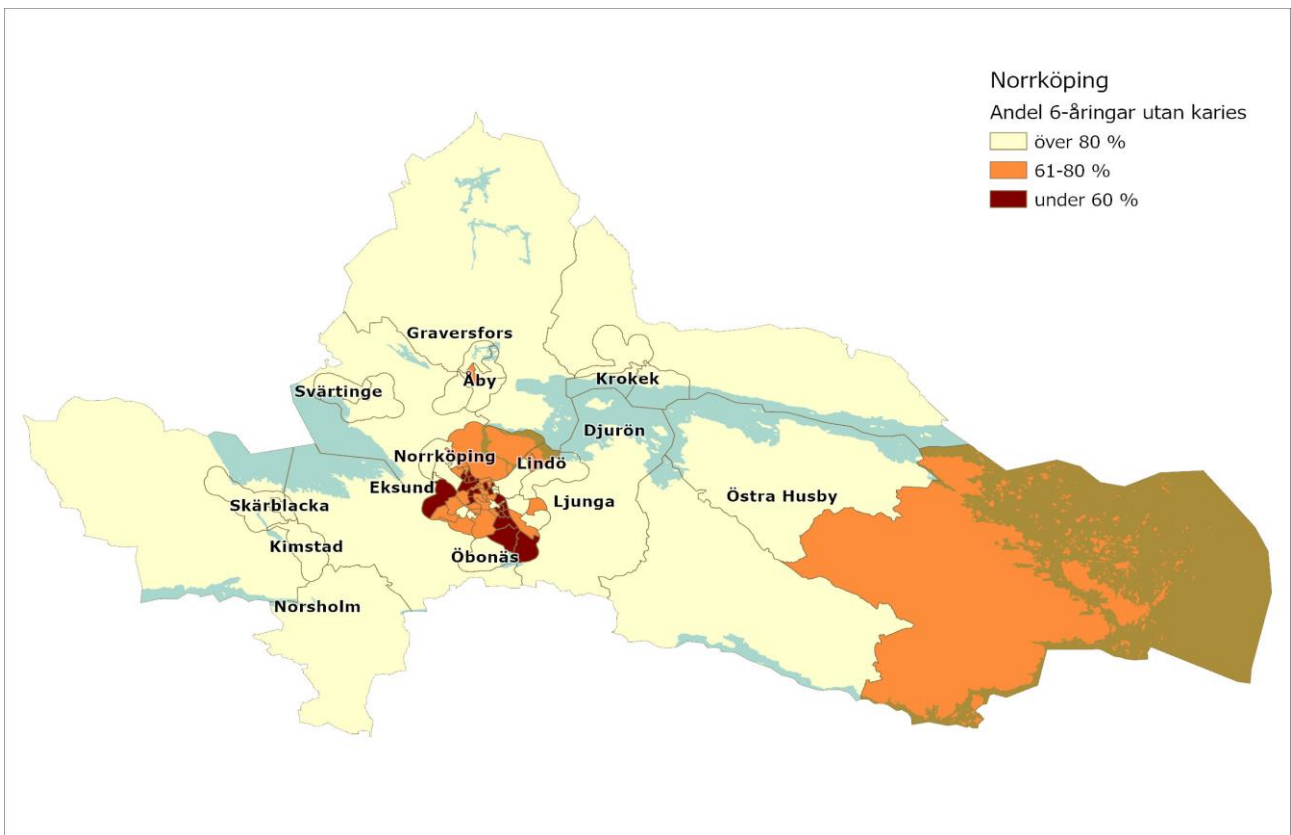 Norrköping
Andel 6-åringar utan karies
över 80 %
61-80 %
under 60 %
Graversfors
Åby
Krokek
Svärtinge
Djurön
Norrköping
Lindö
Eksund
Östra Husby
Skärblacka
Ljunga
Kimstad
Öbonäs
Norsholm